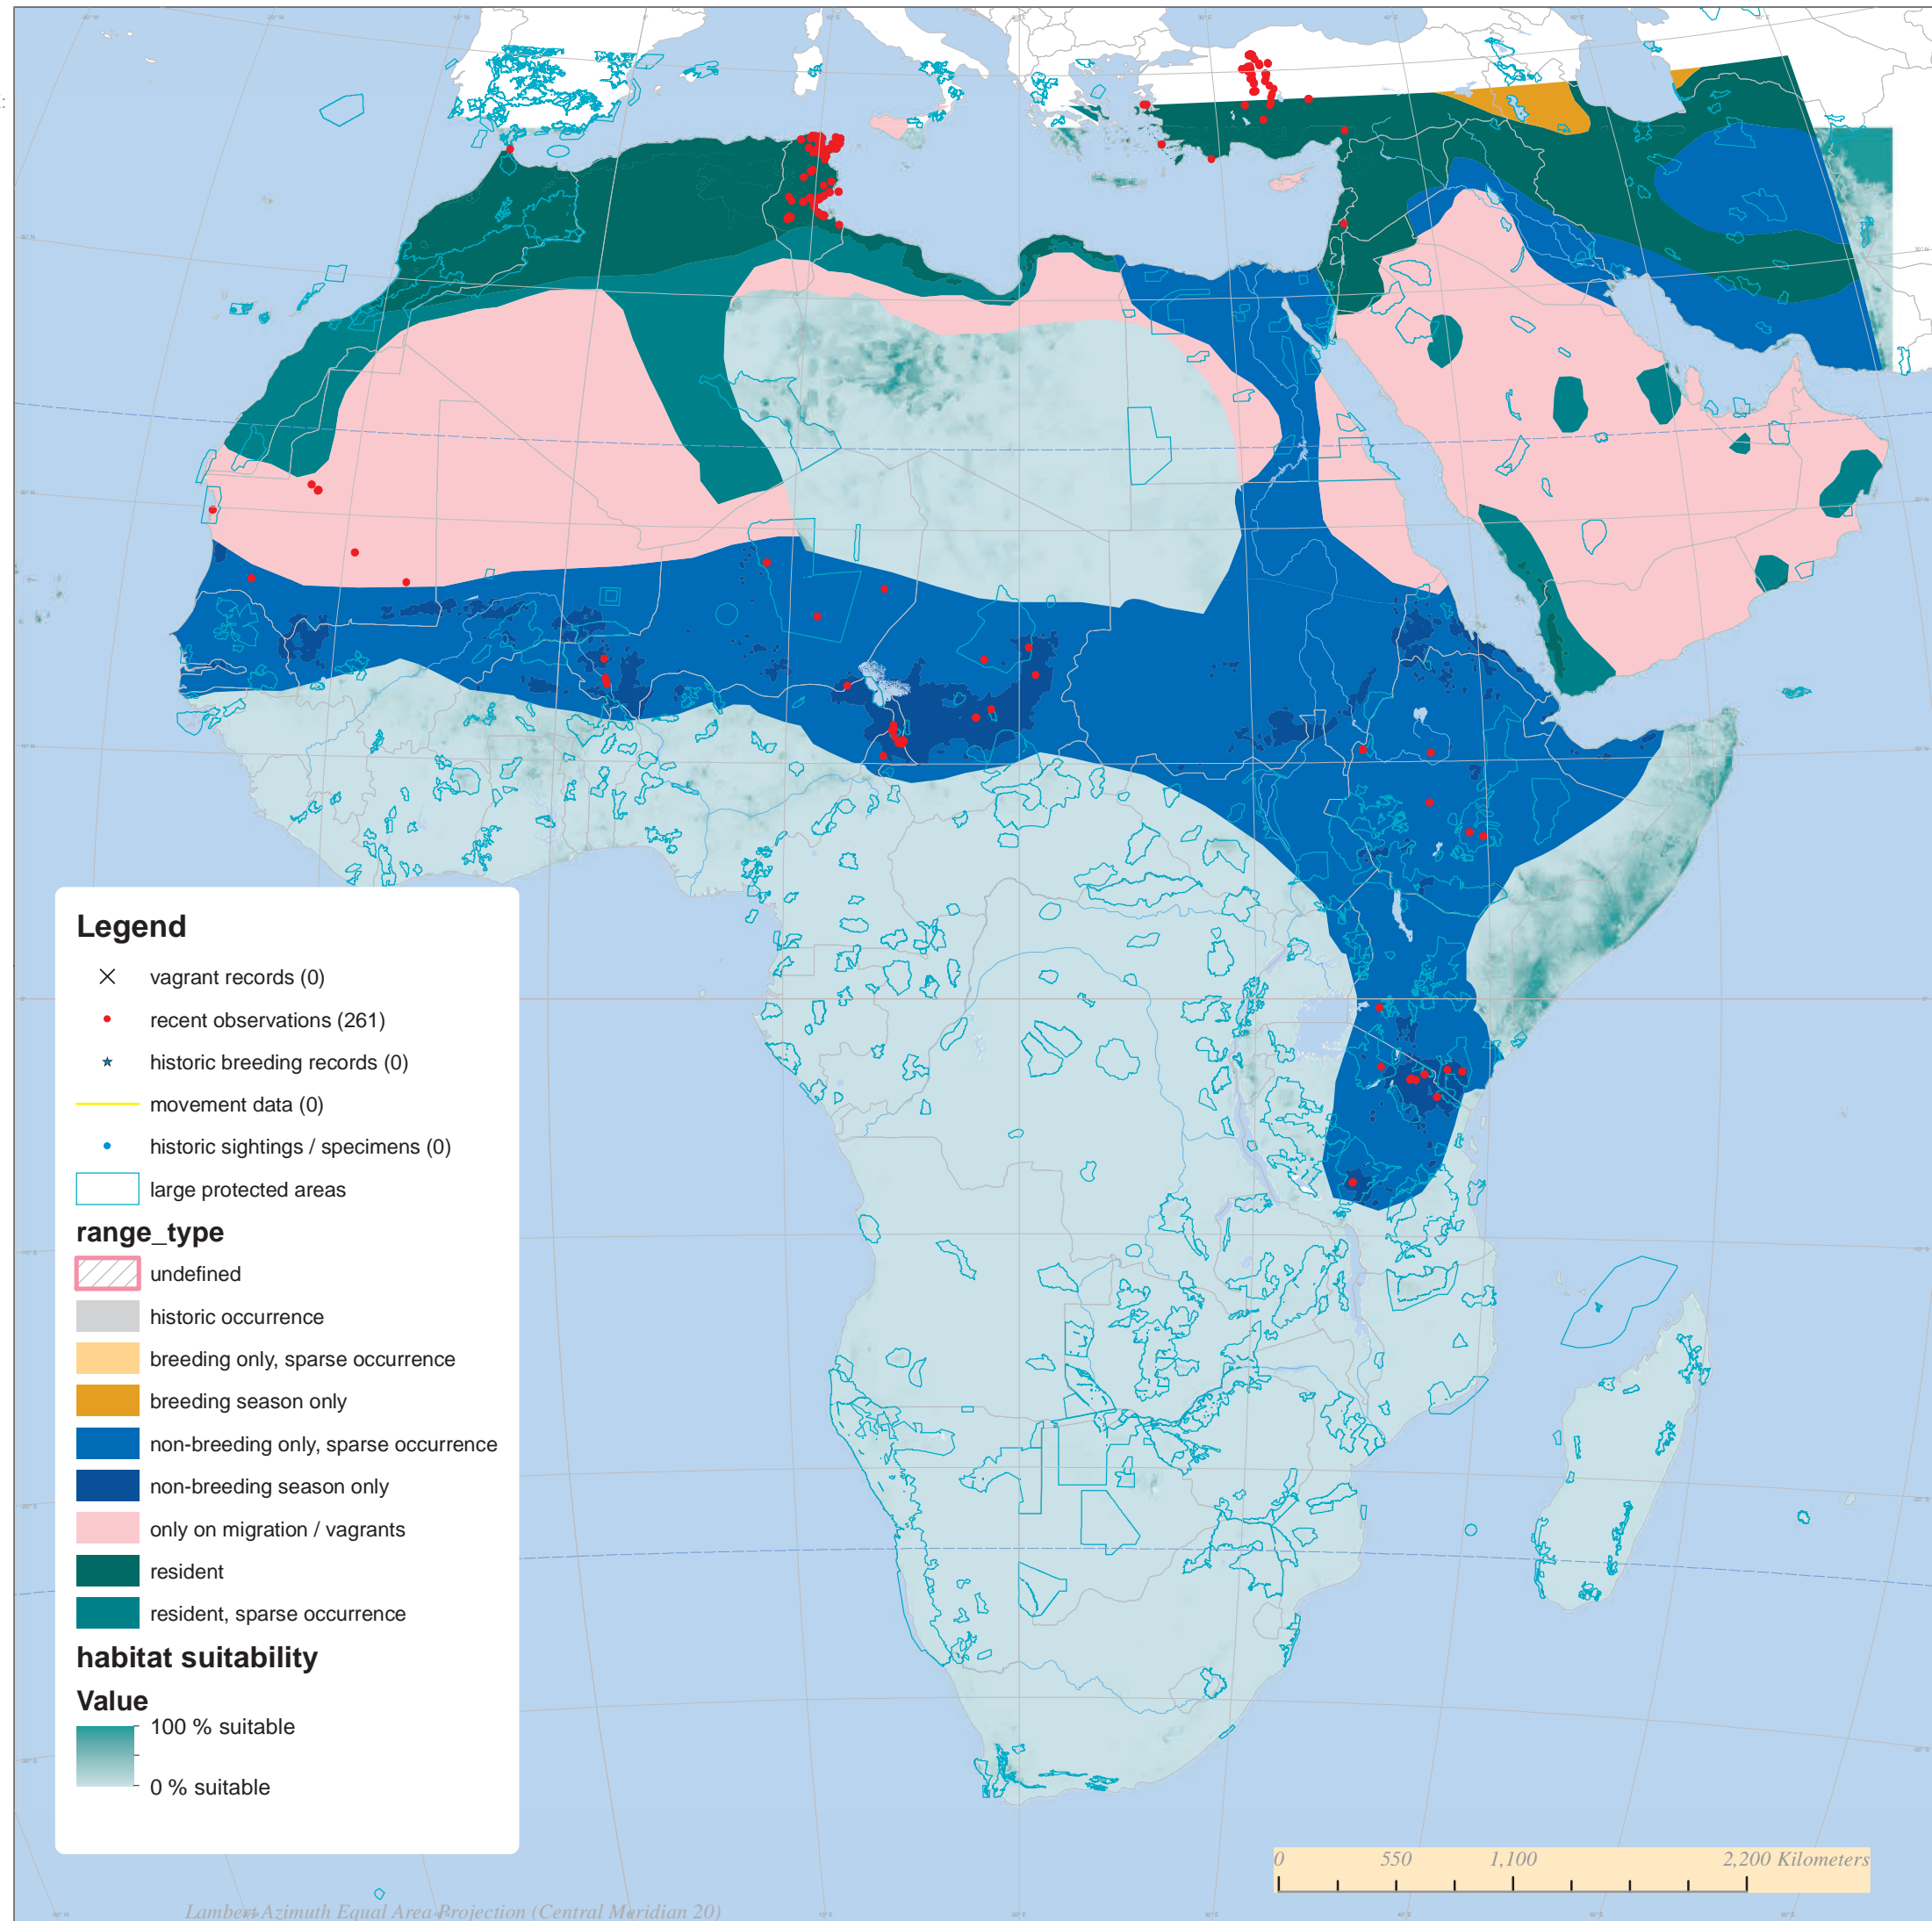 Legend
vagrant records (0)
recent observations (261)
historic breeding records (0)
movement data (0)
historic sightings / specimens (0)
large protected areas
range_type
undefined
historic occurrence
breeding only, sparse occurrence
breeding season only
non-breeding only, sparse occurrence
non-breeding season only
only on migration / vagrants
resident
resident, sparse occurrence
habitat suitability
Value
100 % suitable
0 % suitable
0 550 1,100 2,200 Kilometers
Lambert Azimuth Equal Area Projection (Central Meridian 20)